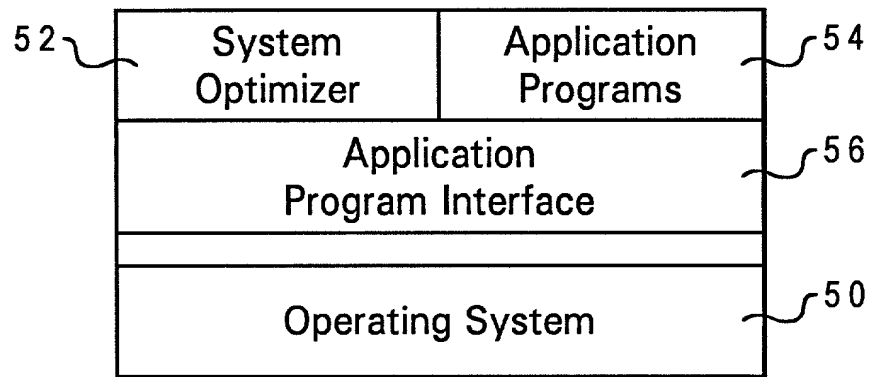 52
System
Optimizer
Application
Programs
54
Application
Program Interface
56
Operating System
50